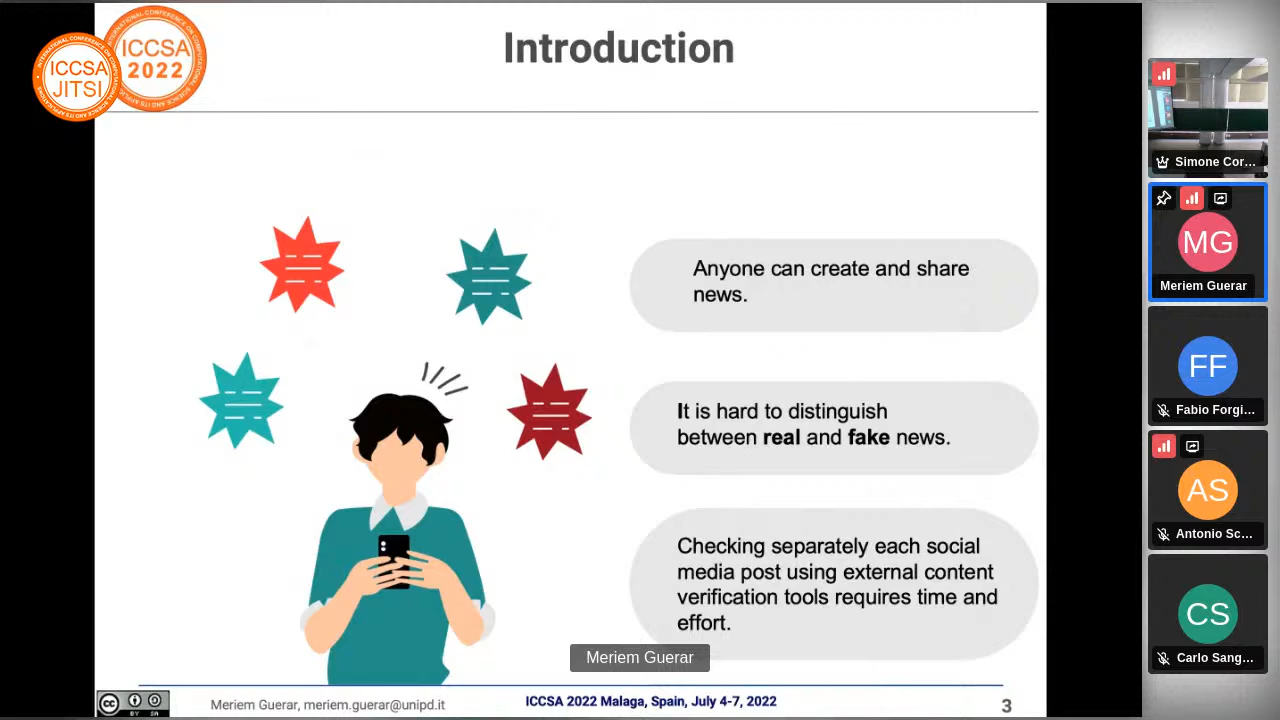 Introduction
ICCSA
JITSI
ICCSA
2022
Anyone can create and share
news.
It is hard to distinguish
between real and fake news.
Checking separately each social
media post using external content
verification tools requires time and
effort.
Meriem Guerar
Meriem Guerar, meriem.guerar@unipd.it
ICCSA 2022 Malaga, Spain, July 4-7, 2022
3
cc
BY SA
Simone Cor...
MG
Meriem Guerar
FF
Fabio Forgi...
AS
Antonio Sc...
CS
Carlo Sang...